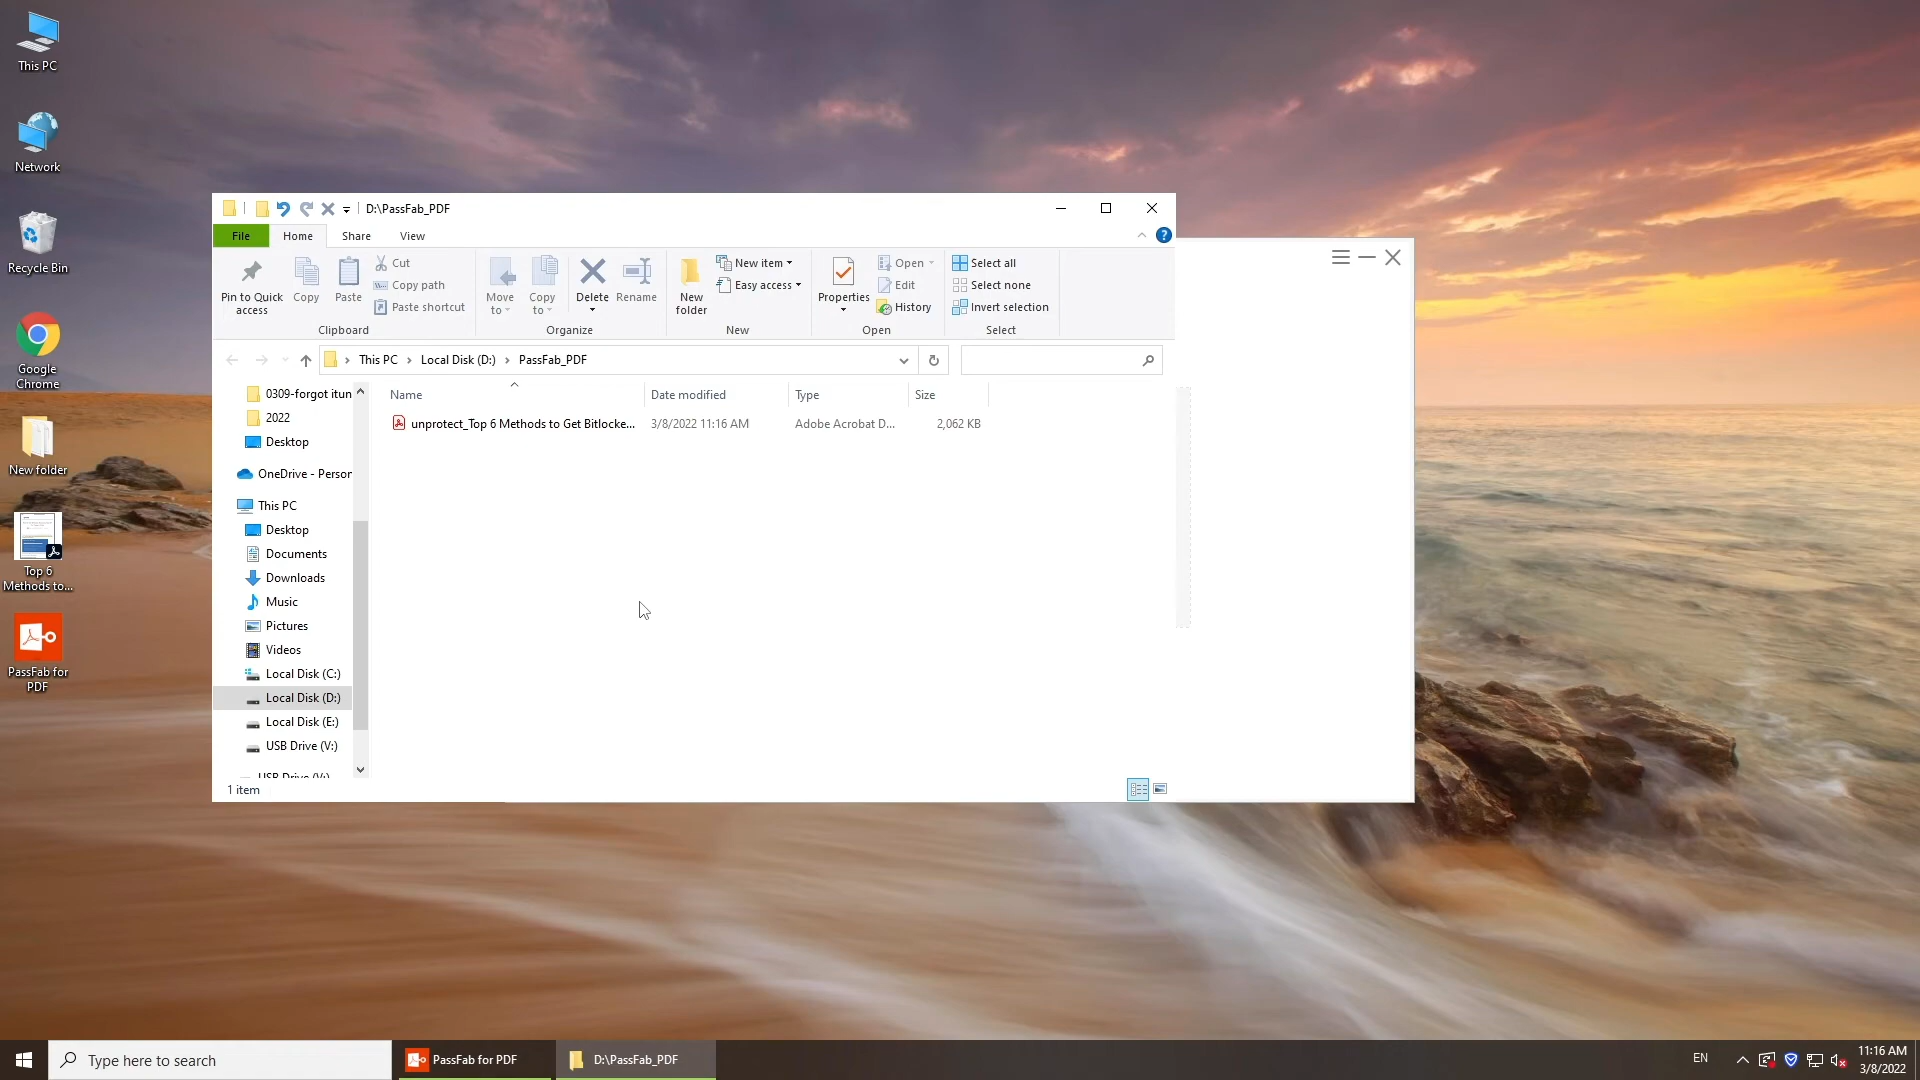 This PC
Network
Recycle Bin
Google
Chrome
New folder
Top 6
Methods to...
PassFab for
PDF
D:\PassFab_PDF
File
Home
Share
View
Pin to Quick
access
Copy
Paste
Cut
Copy path
Paste shortcut
Clipboard
Move
to
Copy
to
Delete
Rename
Organize
New
folder
New item
Easy access
New
Properties
Open
Edit
History
Open
Select all
Select none
Invert selection
Select
This PC > Local Disk (D:) > PassFab_PDF
Name
Date modified
Type
Size
unprotect_Top 6 Methods to Get Bitlocke...
3/8/2022 11:16 AM
Adobe Acrobat D...
2,062 KB
0309-forgot itun
2022
Desktop
OneDrive - Person
This PC
Desktop
Documents
Downloads
Music
Pictures
Videos
Local Disk (C:)
Local Disk (D:)
Local Disk (E:)
USB Drive (V:)
USB Drive (V:)
1 item
Type here to search
PassFab for PDF
D:\PassFab_PDF
EN
11:16 AM
3/8/2022